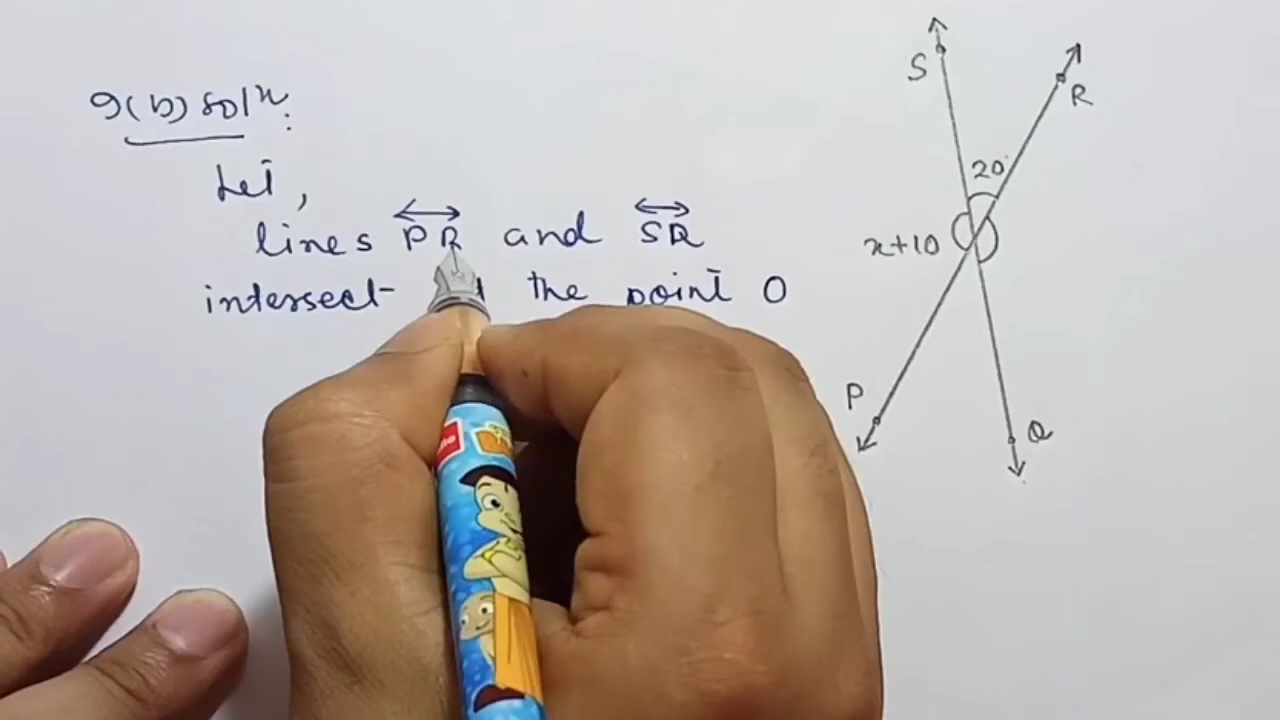 9(b) solⁿ:
Let,
lines PR and SQ
intersect the point O
S
R
20°
x+10
P
Q